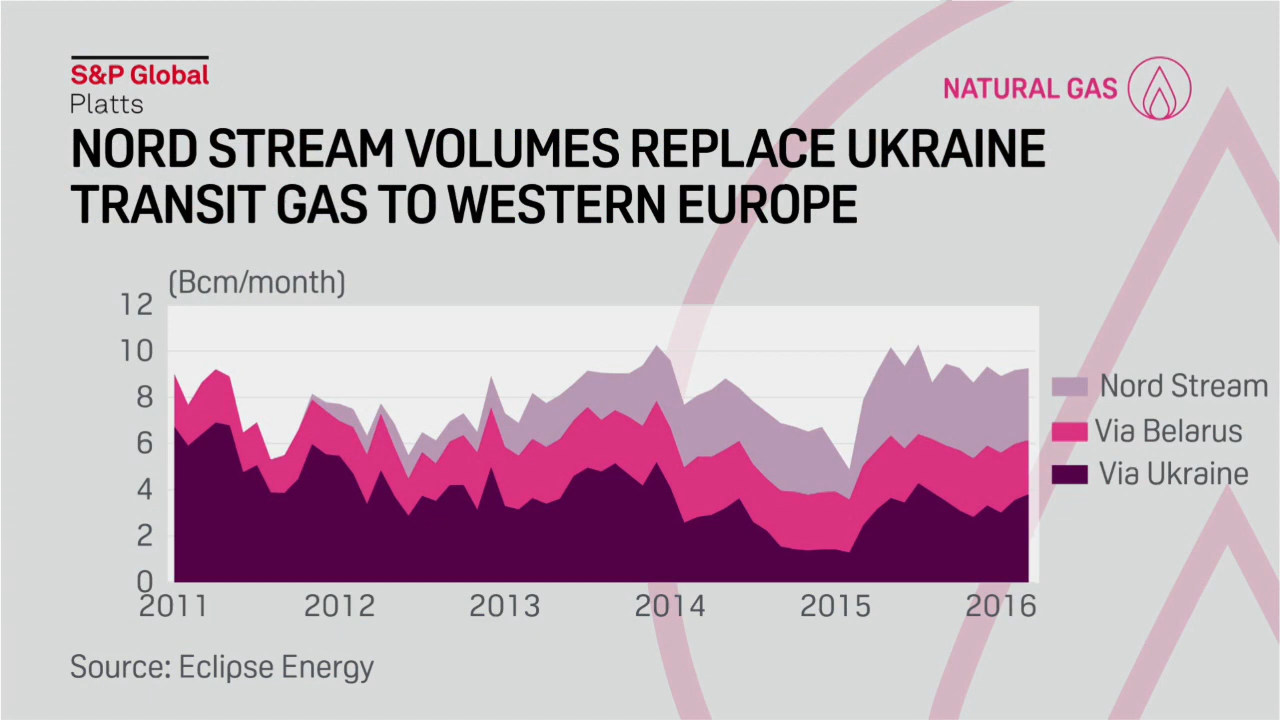 S&P Global
Platts
NATURAL GAS
NORD STREAM VOLUMES REPLACE UKRAINE
TRANSIT GAS TO WESTERN EUROPE
(Bcm/month)
12
10
8
6
4
2
0
2011 2012 2013 2014 2015 2016
Nord Stream
Via Belarus
Via Ukraine
Source: Eclipse Energy